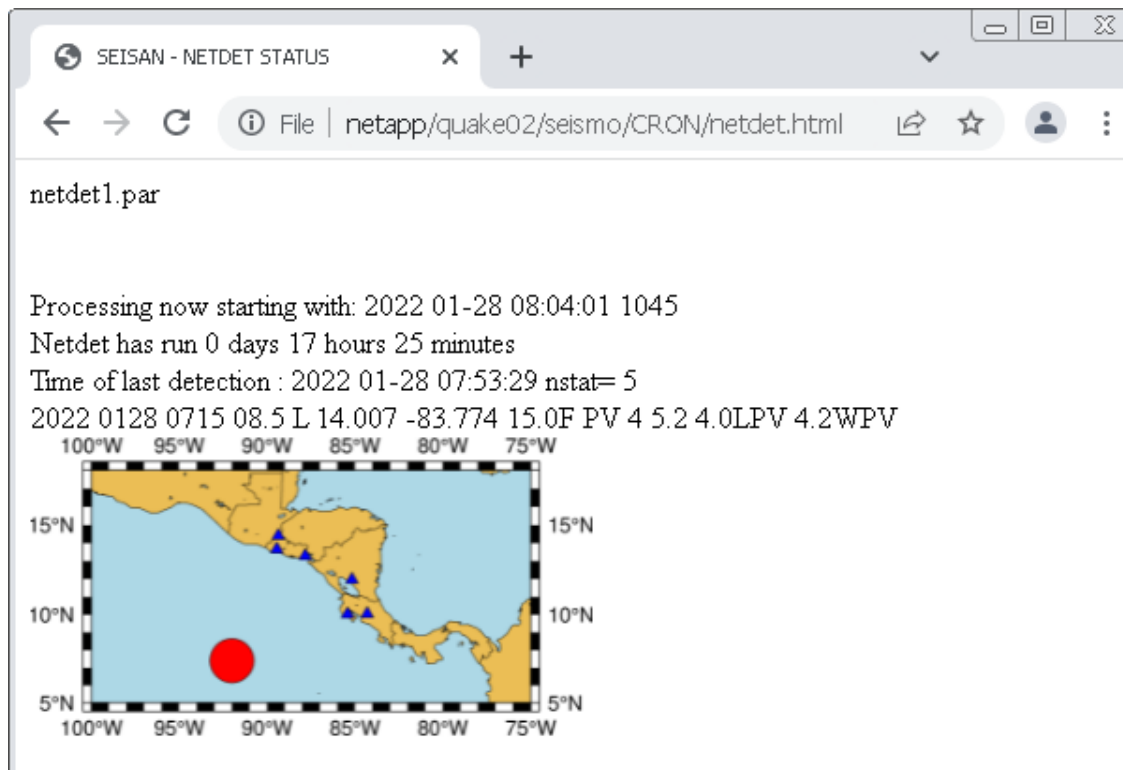 SEISAN - NETDET STATUS
File | netapp/quake02/seismo/CRON/netdet.html
netdet1.par
Processing now starting with: 2022 01-28 08:04:01 1045
Netdet has run 0 days 17 hours 25 minutes
Time of last detection : 2022 01-28 07:53:29 nstat= 5
2022 0128 0715 08.5 L 14.007 -83.774 15.0F PV 4 5.2 4.0LPV 4.2WPV
100°W 95°W 90°W 85°W 80°W 75°W
15°N 15°N
10°N 10°N
5°N 5°N
100°W 95°W 90°W 85°W 80°W 75°W